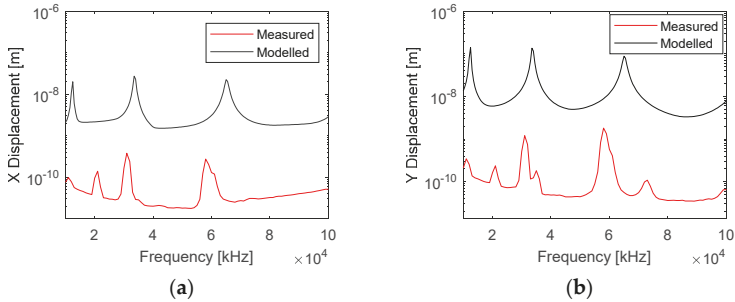 10^-6
Measured
Modelled
10^-8
10^-10
X Displacement [m]
2 4 6 8 10
Frequency [kHz]
×10^4
(a)
10^-6
Measured
Modelled
10^-8
10^-10
Y Displacement [m]
2 4 6 8 10
Frequency [kHz]
×10^4
(b)